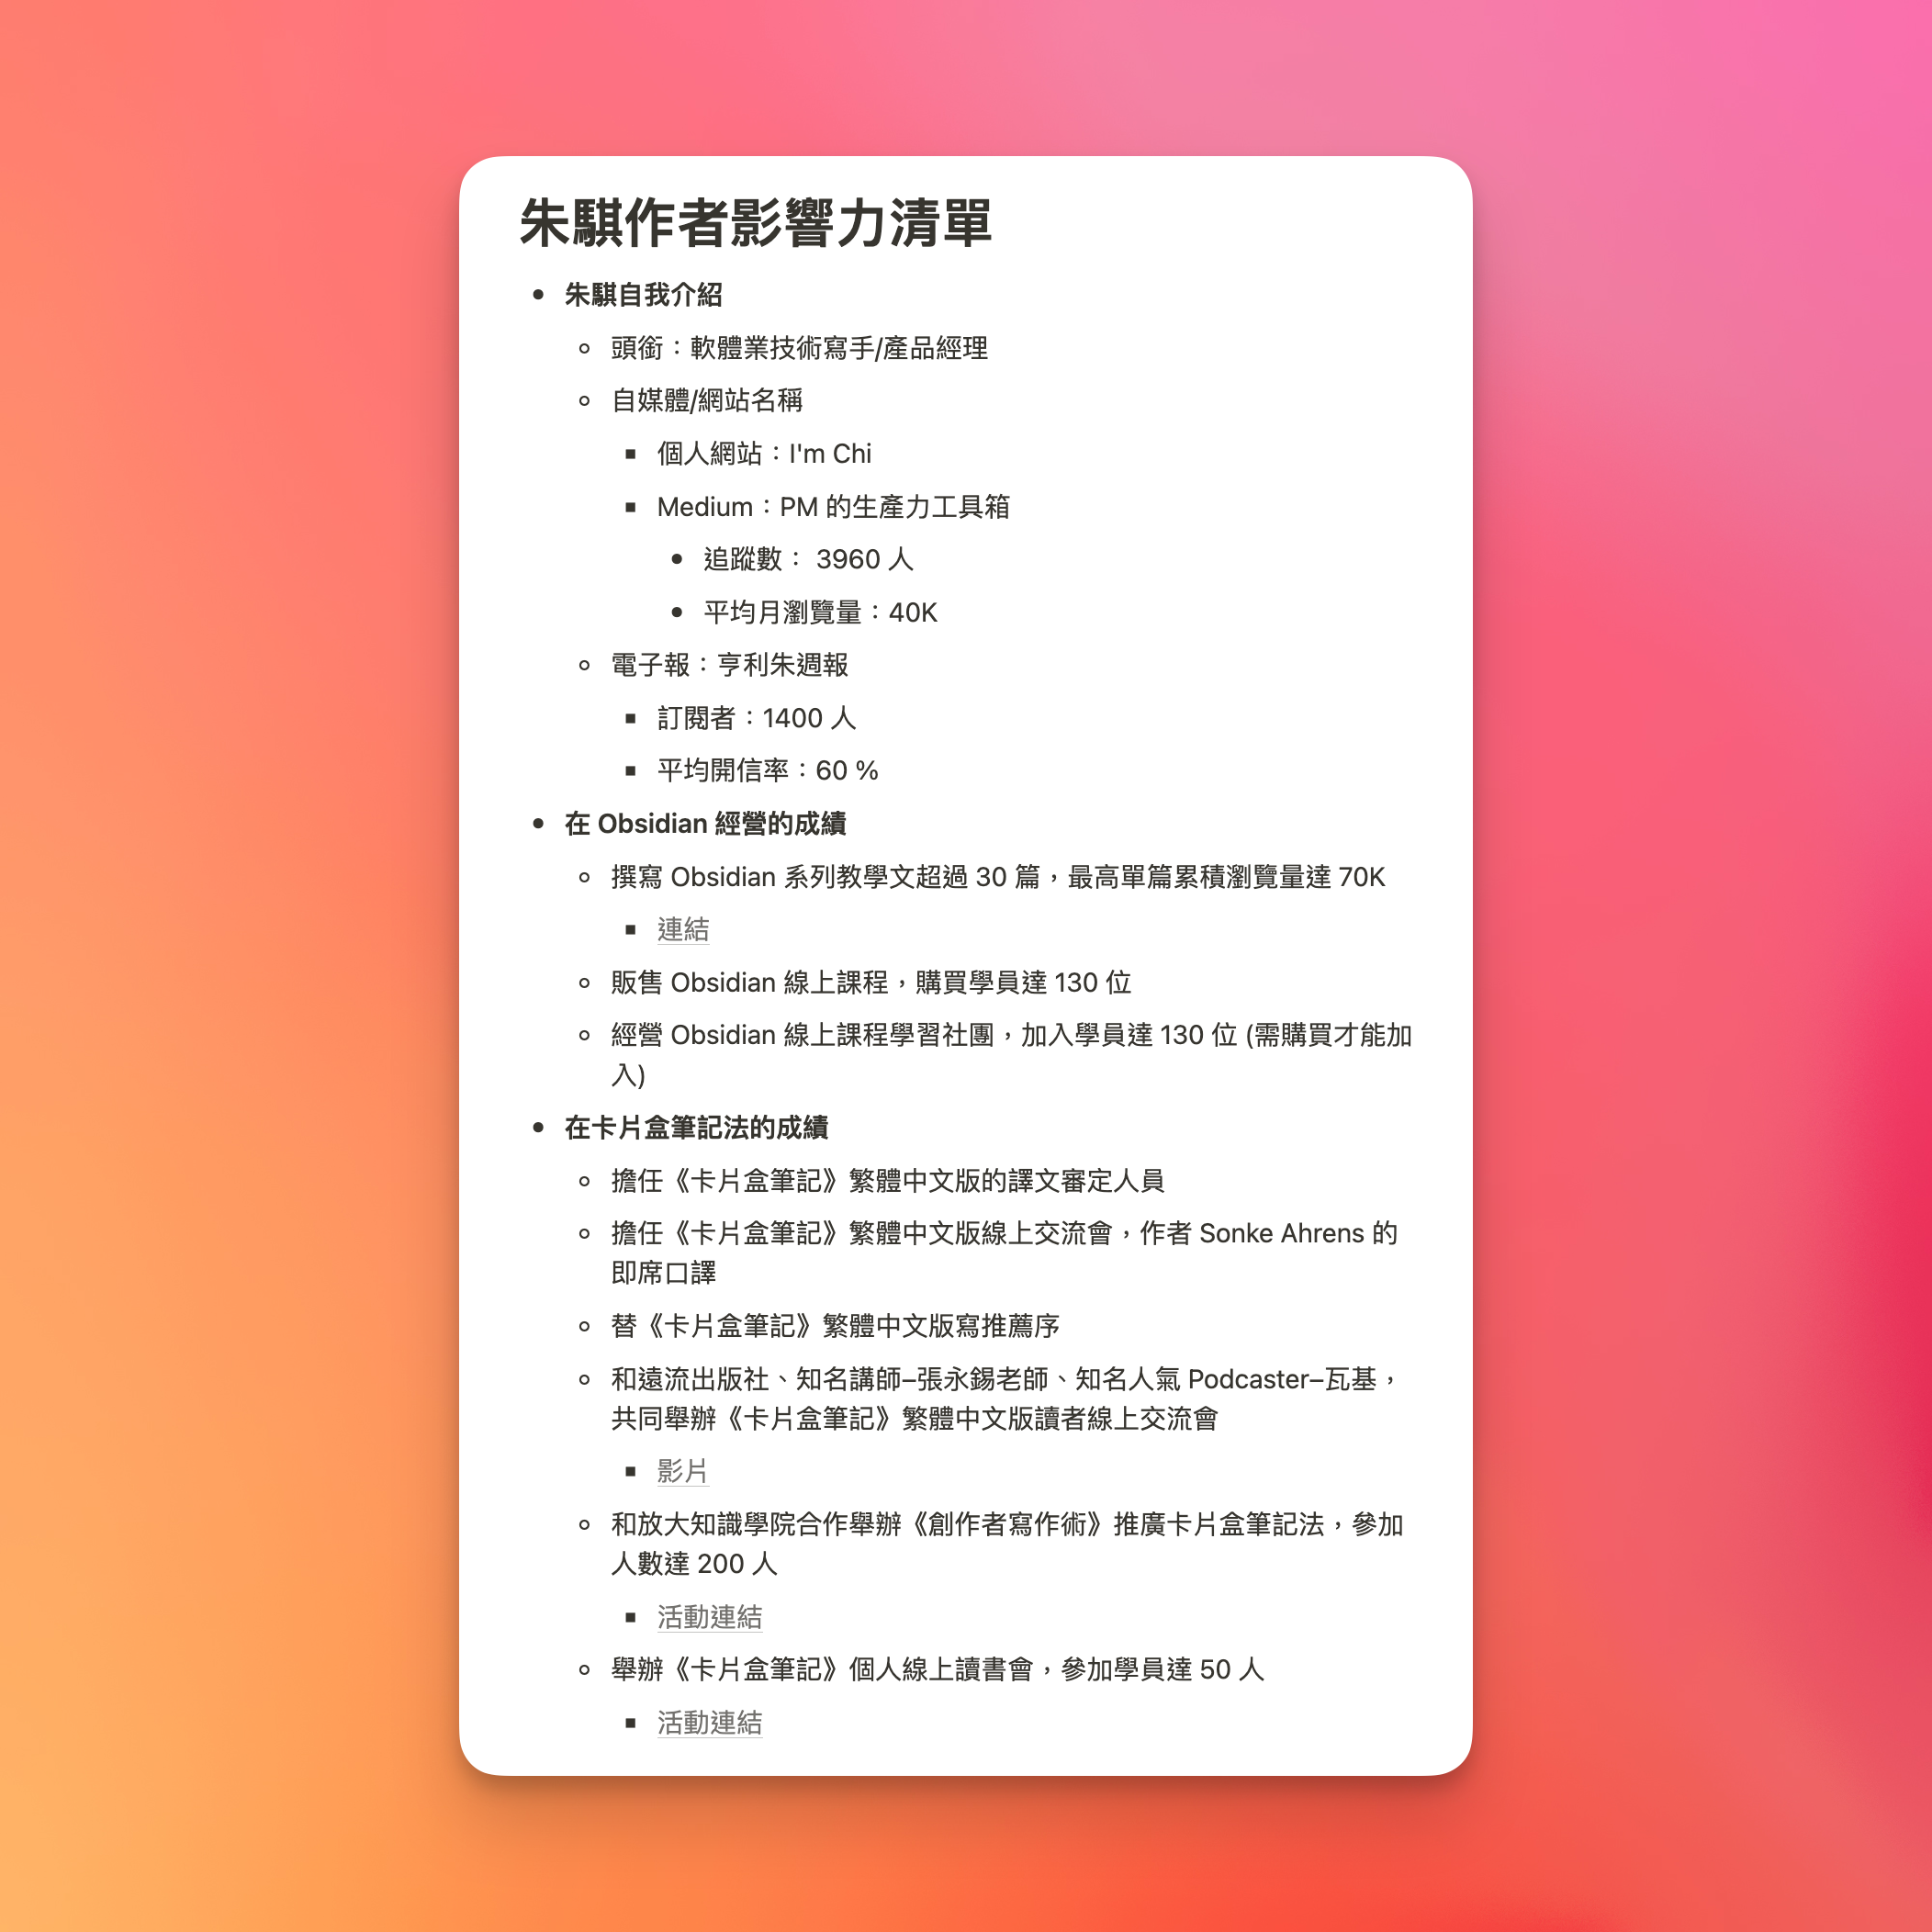 朱騏作者影響力清單
朱騏自我介紹
頭銜：軟體業技術寫手/產品經理
自媒體/網站名稱
個人網站：I'm Chi
Medium：PM 的生產力工具箱
追蹤數： 3960 人
平均月瀏覽量：40K
電子報：亨利朱週報
訂閱者：1400 人
平均開信率：60 %
在 Obsidian 經營的成績
撰寫 Obsidian 系列教學文超過 30 篇，最高單篇累積瀏覽量達 70K
連結
販售 Obsidian 線上課程，購買學員達 130 位
經營 Obsidian 線上課程學習社團，加入學員達 130 位 (需購買才能加
入)
在卡片盒筆記法的成績
擔任《卡片盒筆記》繁體中文版的譯文審定人員
擔任《卡片盒筆記》繁體中文版線上交流會，作者 Sonke Ahrens 的
即席口譯
替《卡片盒筆記》繁體中文版寫推薦序
和遠流出版社、知名講師–張永錫老師、知名人氣 Podcaster–瓦基，
共同舉辦《卡片盒筆記》繁體中文版讀者線上交流會
影片
和放大知識學院合作舉辦《創作者寫作術》推廣卡片盒筆記法，參加
人數達 200 人
活動連結
舉辦《卡片盒筆記》個人線上讀書會，參加學員達 50 人
活動連結